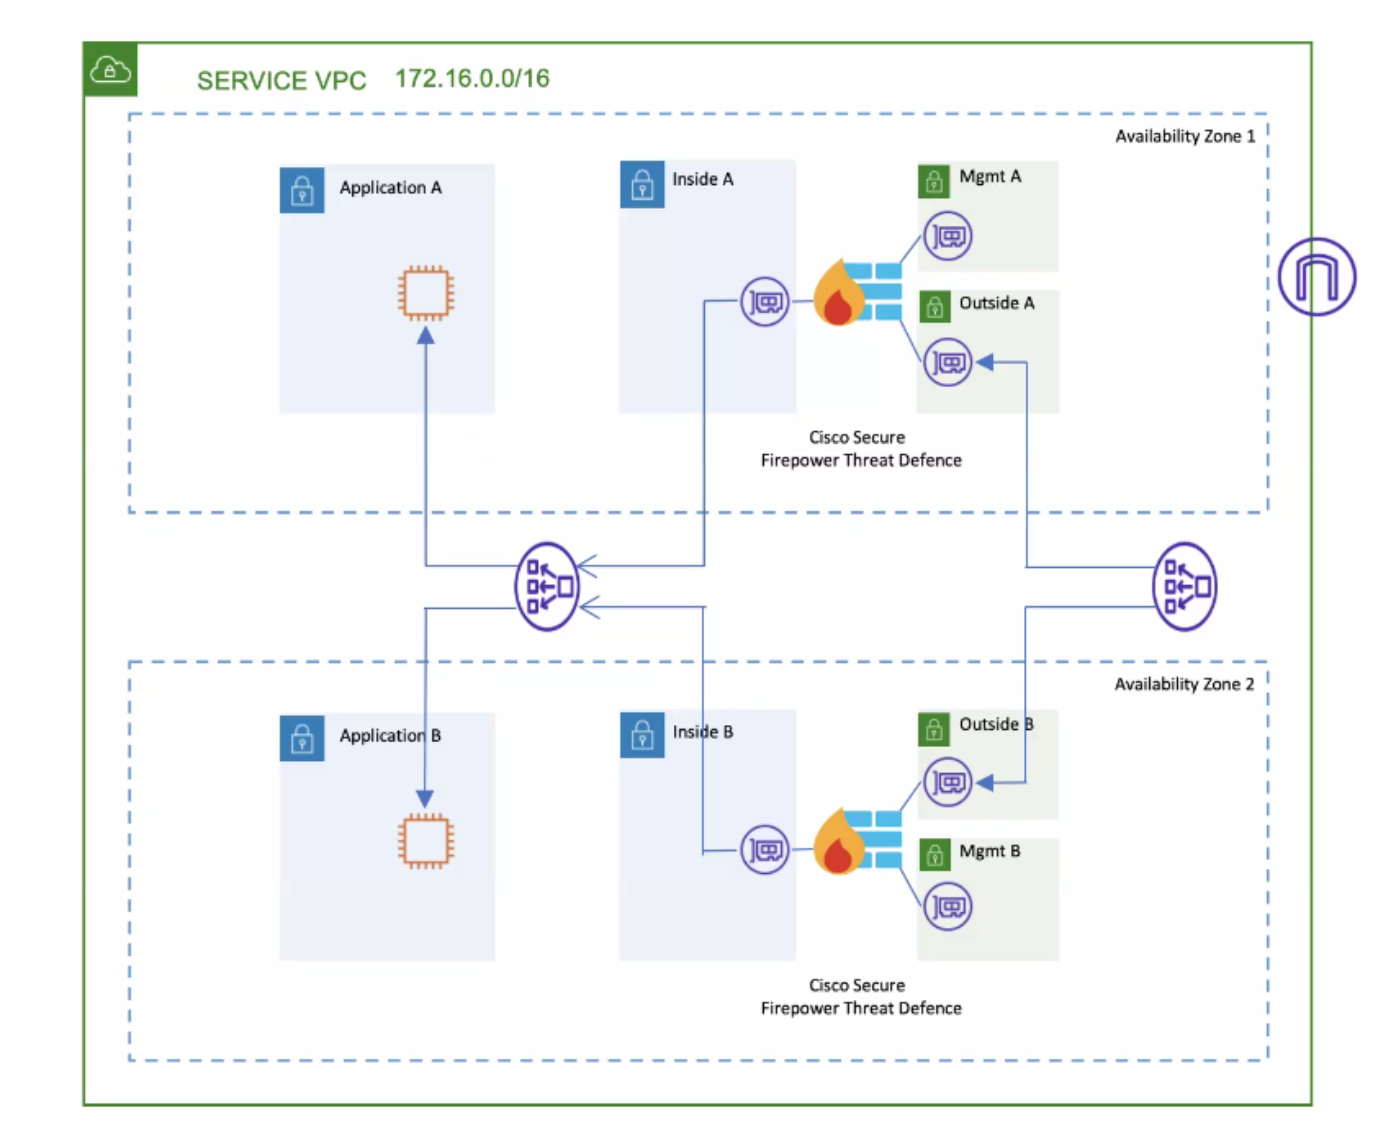 SERVICE VPC 172.16.0.0/16
Availability Zone 1
Application A
Inside A
Mgmt A
Outside A
Cisco Secure
Firepower Threat Defence
Availability Zone 2
Application B
Inside B
Outside B
Mgmt B
Cisco Secure
Firepower Threat Defence